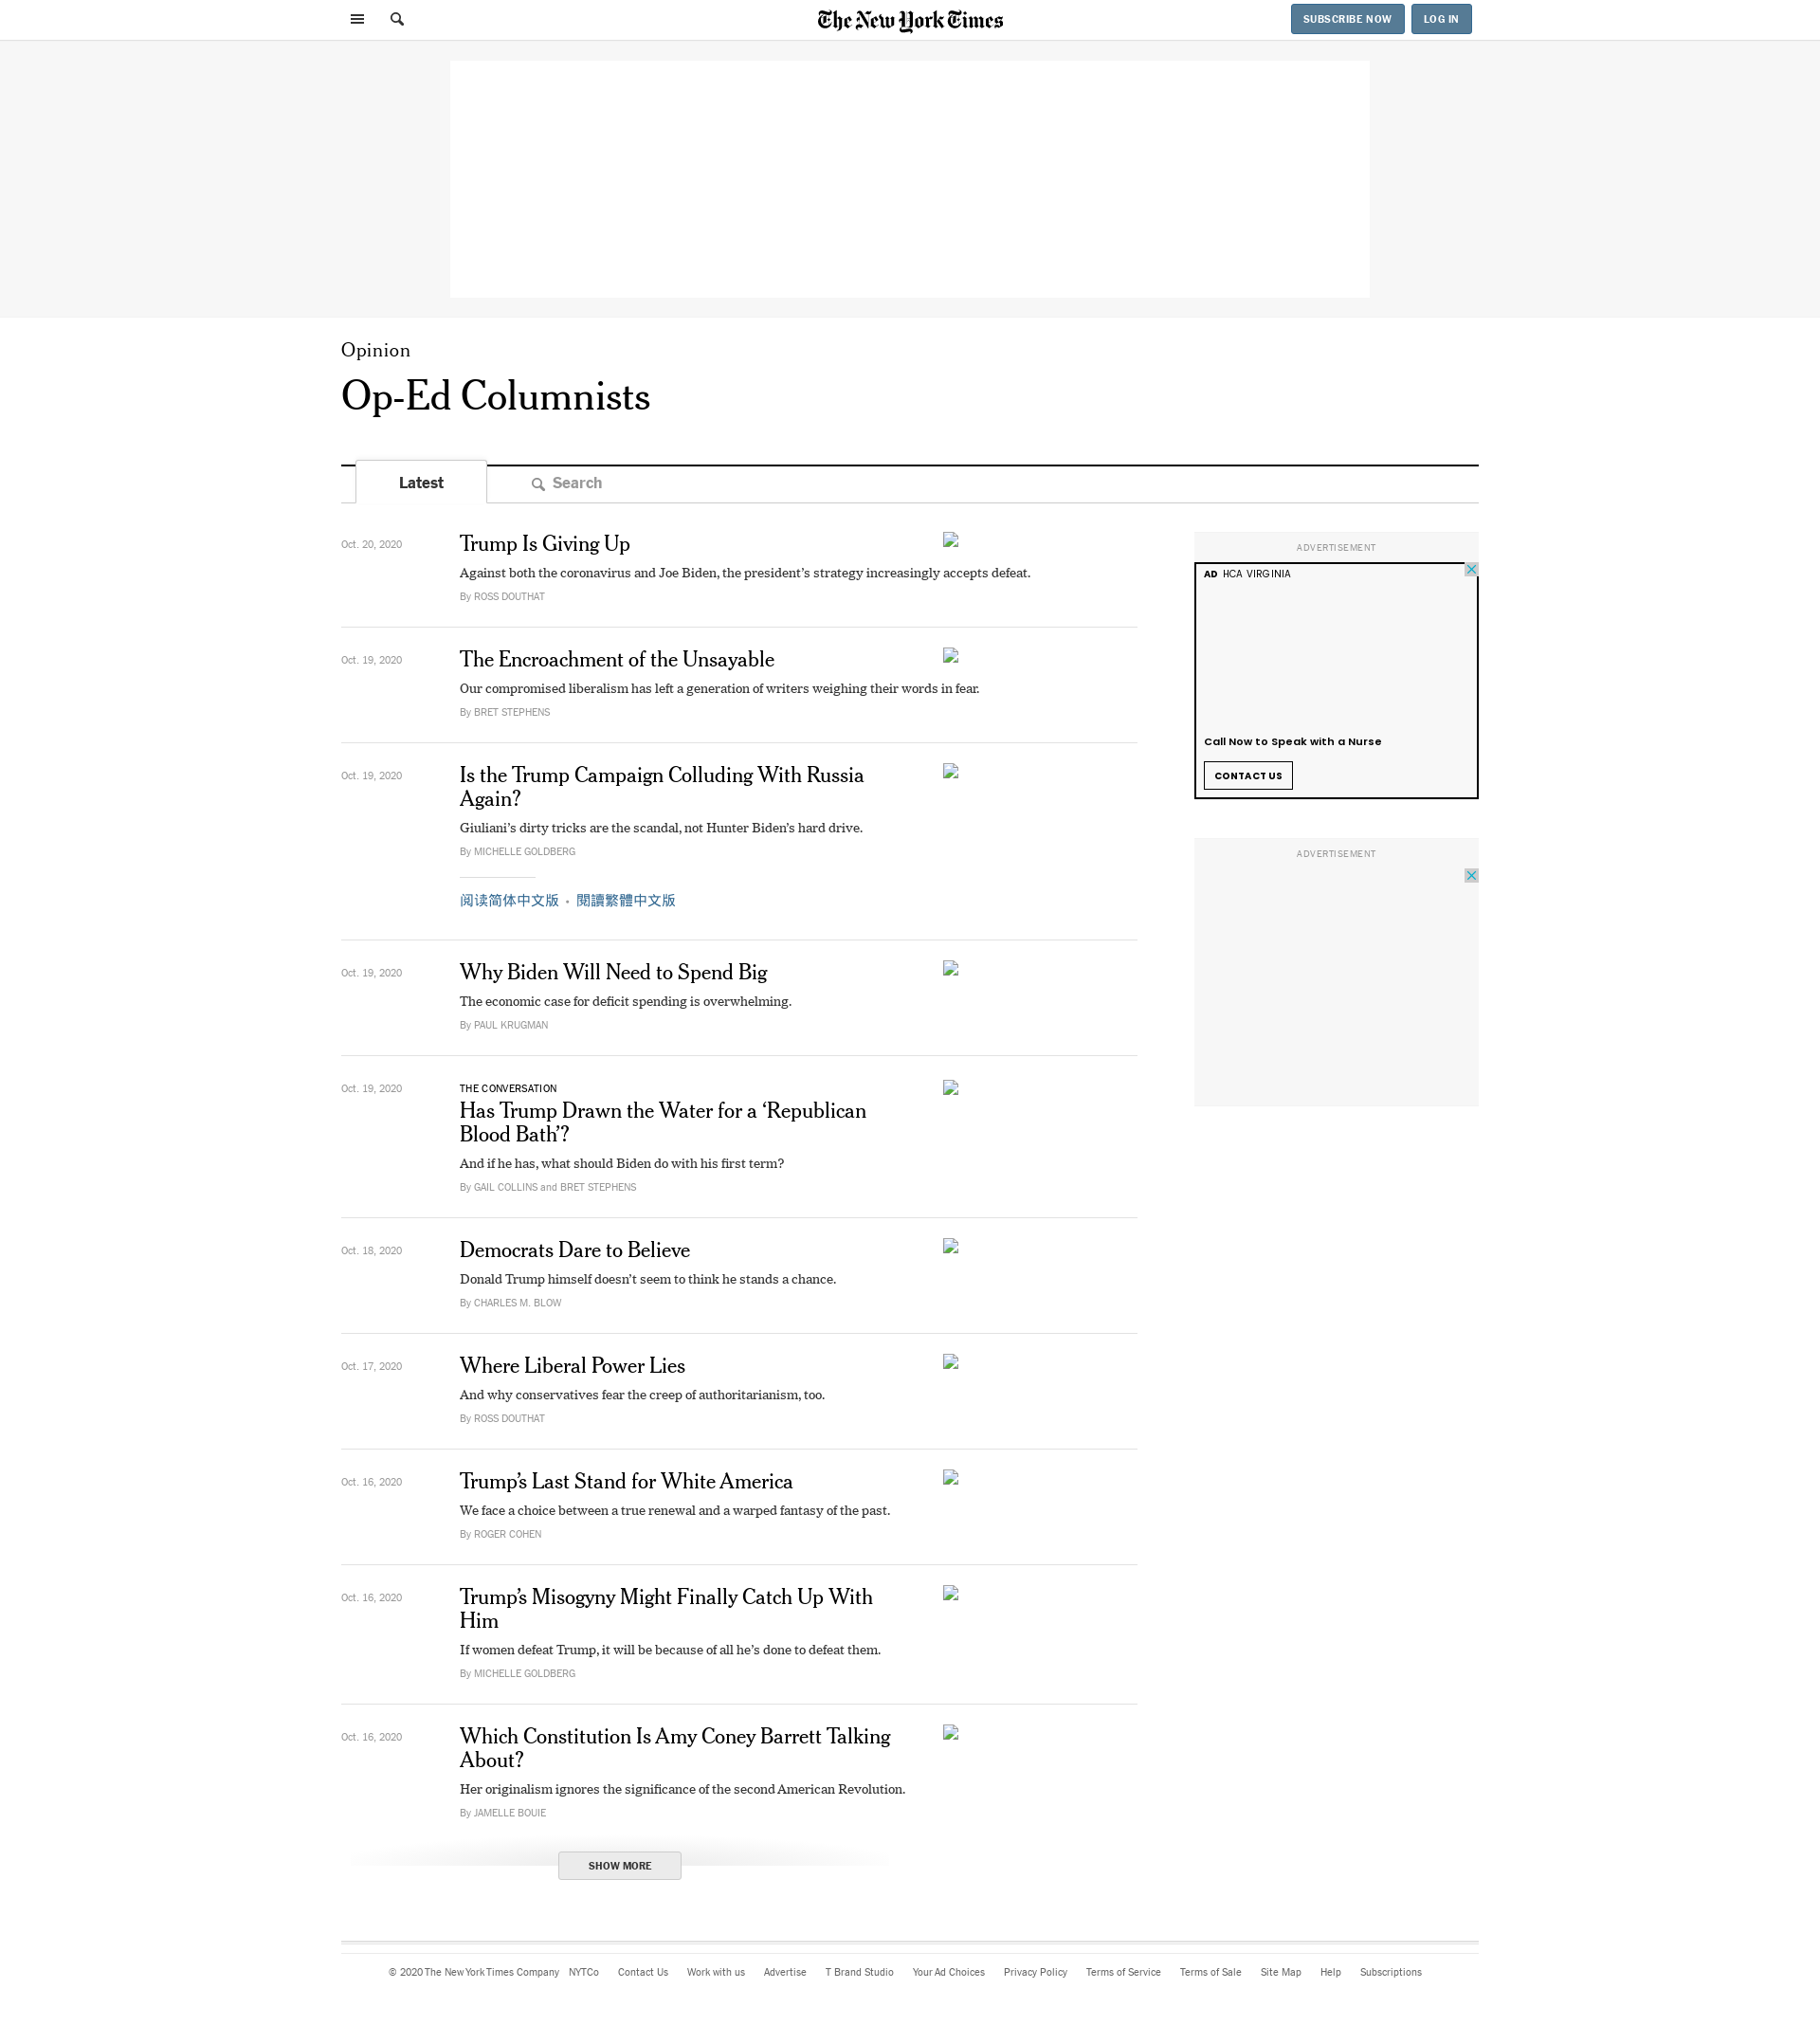 The New York Times
SUBSCRIBE NOW
LOG IN
Opinion
Op-Ed Columnists
Latest
Search
Oct. 20, 2020
Trump Is Giving Up
Against both the coronavirus and Joe Biden, the president’s strategy increasingly accepts defeat.
By ROSS DOUTHAT
Oct. 19, 2020
The Encroachment of the Unsayable
Our compromised liberalism has left a generation of writers weighing their words in fear.
By BRET STEPHENS
Oct. 19, 2020
Is the Trump Campaign Colluding With Russia
Again?
Giuliani’s dirty tricks are the scandal, not Hunter Biden’s hard drive.
By MICHELLE GOLDBERG
阅读简体中文版 • 閱讀繁體中文版
Oct. 19, 2020
Why Biden Will Need to Spend Big
The economic case for deficit spending is overwhelming.
By PAUL KRUGMAN
Oct. 19, 2020
THE CONVERSATION
Has Trump Drawn the Water for a ‘Republican
Blood Bath’?
And if he has, what should Biden do with his first term?
By GAIL COLLINS and BRET STEPHENS
Oct. 18, 2020
Democrats Dare to Believe
Donald Trump himself doesn’t seem to think he stands a chance.
By CHARLES M. BLOW
Oct. 17, 2020
Where Liberal Power Lies
And why conservatives fear the creep of authoritarianism, too.
By ROSS DOUTHAT
Oct. 16, 2020
Trump’s Last Stand for White America
We face a choice between a true renewal and a warped fantasy of the past.
By ROGER COHEN
Oct. 16, 2020
Trump’s Misogyny Might Finally Catch Up With
Him
If women defeat Trump, it will be because of all he’s done to defeat them.
By MICHELLE GOLDBERG
Oct. 16, 2020
Which Constitution Is Amy Coney Barrett Talking
About?
Her originalism ignores the significance of the second American Revolution.
By JAMELLE BOUIE
SHOW MORE
ADVERTISEMENT
AD HCA VIRGINIA
Call Now to Speak with a Nurse
CONTACT US
ADVERTISEMENT
© 2020 The New York Times Company NYTCo Contact Us Work with us Advertise T Brand Studio Your Ad Choices Privacy Policy Terms of Service Terms of Sale Site Map Help Subscriptions